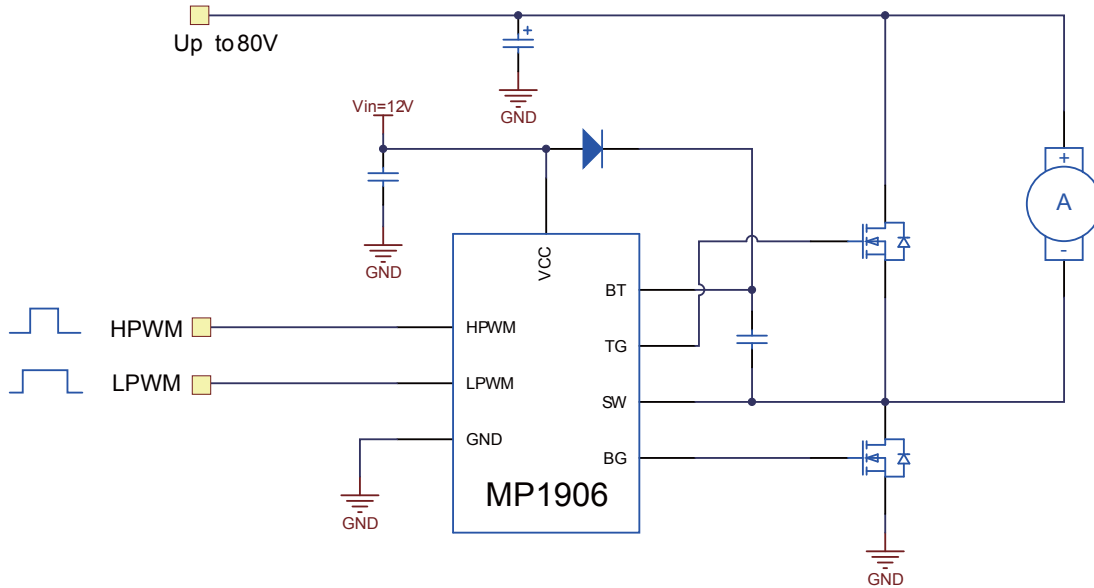 Up to 80V
+
GND
Vin=12V
GND
VCC
+
A
-
BT
HPWM
HPWM
TG
LPWM
LPWM
SW
GND
BG
MP1906
GND
GND